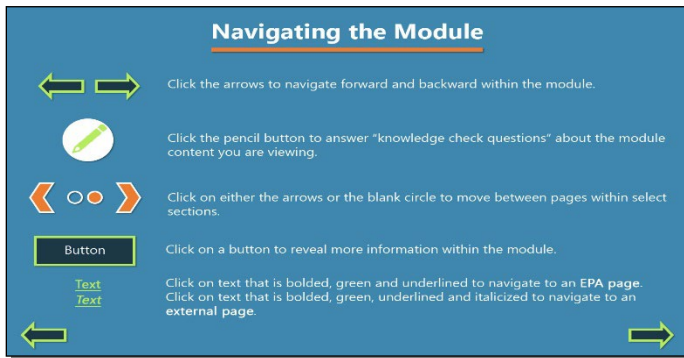 Navigating the Module
Click the arrows to navigate forward and backward within the module.
Click the pencil button to answer “knowledge check questions” about the module
content you are viewing.
Click on either the arrows or the blank circle to move between pages within select
sections.
Button
Click on a button to reveal more information within the module.
Text
Text
Click on text that is bolded, green and underlined to navigate to an EPA page.
Click on text that is bolded, green, underlined and italicized to navigate to an
external page.